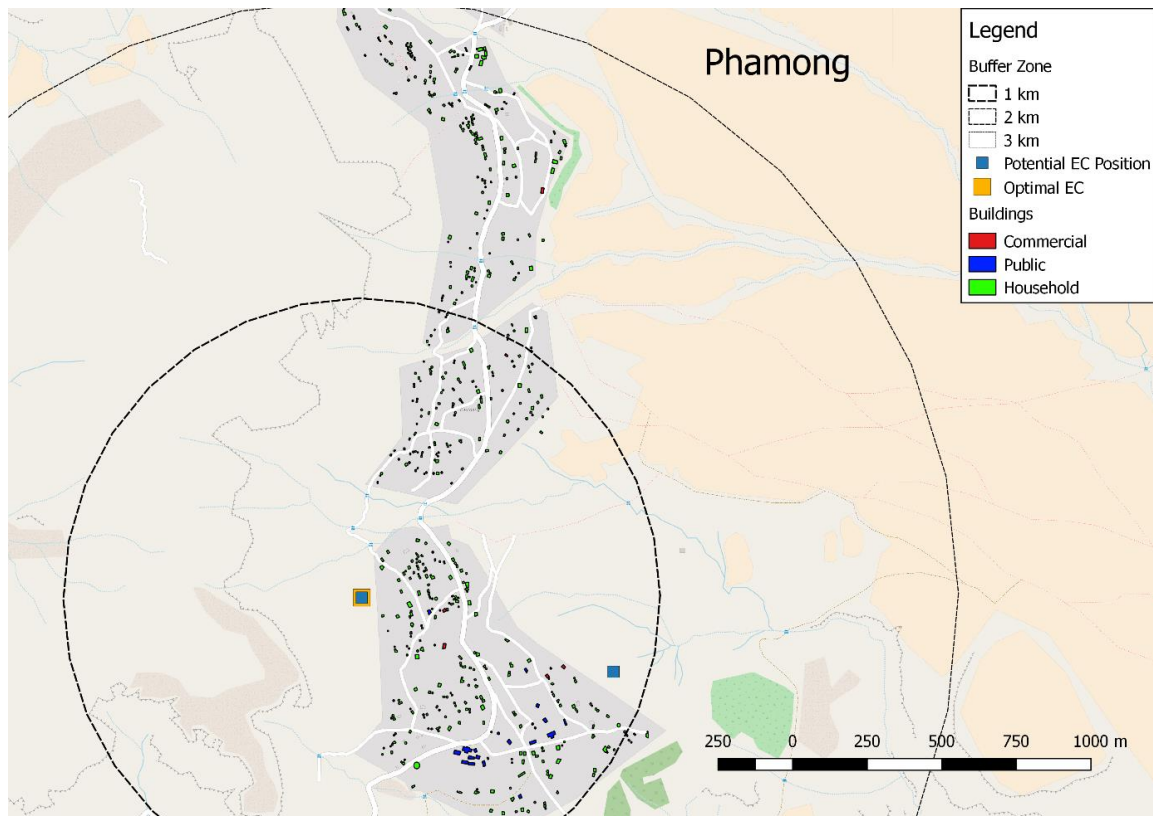 Phamong
Legend
Buffer Zone
1 km
2 km
3 km
Potential EC Position
Optimal EC
Buildings
Commercial
Public
Household
250 0 250 500 750 1000 m